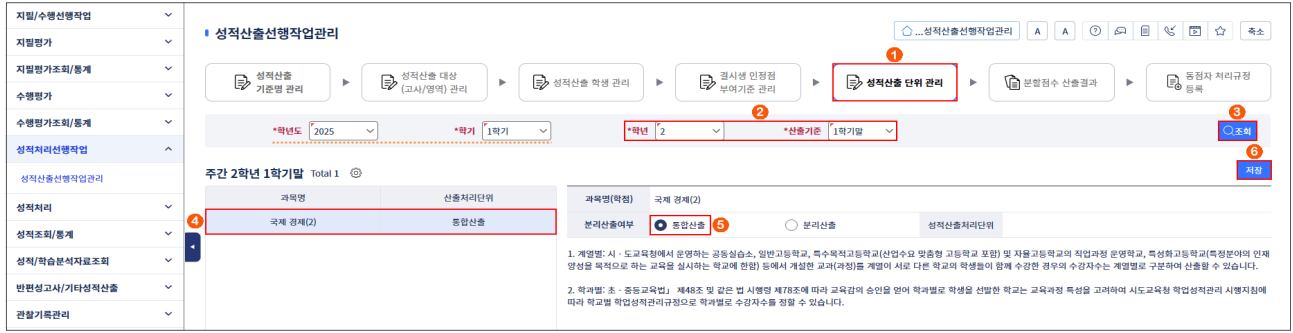 지필/수행선행작업
지필평가
지필평가조회/통계
수행평가
수행평가조회/통계
성적처리선행작업
성적산출선행작업관리
성적처리
성적조회/통계
성적/학습분석자료조회
반편성고사/기타성적산출
관찰기록관리
성적산출선행작업관리
...성적산출선행작업관리
A
A
축소
1
성적산출
기준명 관리
성적산출 대상
(고사/영역) 관리
성적산출 학생 관리
결시생 인정점
부여기준 관리
성적산출 단위 관리
분할점수 산출결과
동점자 처리규정
등록
2
3
*학년도 2025 *학기 1학기 *학년 2 *산출기준 1학기말 조회
6
저장
주간 2학년 1학기말 Total 1
과목명 산출처리단위
4 국제 경제(2) 통합산출
과목명(학점) 국제 경제(2)
분리산출여부 통합산출 5 분리산출 성적산출처리단위
1. 계열별: 시 · 도교육청에서 운영하는 공동실습소, 일반고등학교, 특수목적고등학교(산업수요 맞춤형 고등학교 포함) 및 자율고등학교의 직업과정 운영학교, 특성화고등학교(특정분야의 인재
양성을 목적으로 하는 교육을 실시하는 학교에 한함) 등에서 개설한 교과(과정)를 계열이 서로 다른 학교의 학생들이 함께 수강한 경우의 수강자수는 계열별로 구분하여 산출할 수 있습니다.
2. 학과별: 초 · 중등교육법」 제48조 및 같은 법 시행령 제78조에 따라 교육감의 승인을 얻어 학과별로 학생을 선발한 학교는 교육과정 특성을 고려하여 시도교육청 학업성적관리 시행지침에
따라 학교별 학업성적관리규정으로 학과별로 수강자수를 정할 수 있습니다.